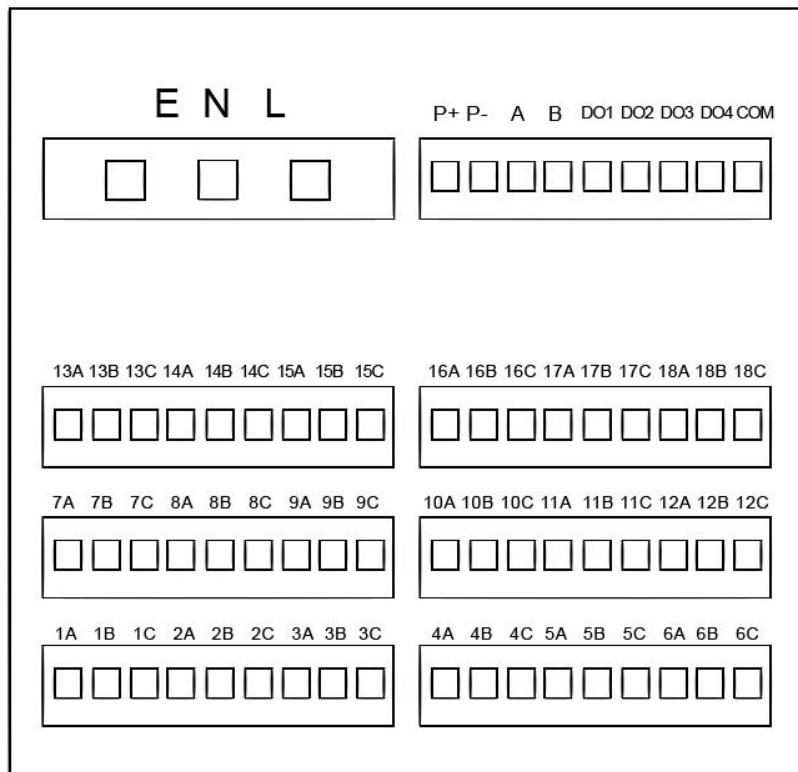 E N L
P+ P- A B DO1 DO2 DO3 DO4 COM
13A 13B 13C 14A 14B 14C 15A 15B 15C
16A 16B 16C 17A 17B 17C 18A 18B 18C
7A 7B 7C 8A 8B 8C 9A 9B 9C
10A 10B 10C 11A 11B 11C 12A 12B 12C
1A 1B 1C 2A 2B 2C 3A 3B 3C
4A 4B 4C 5A 5B 5C 6A 6B 6C